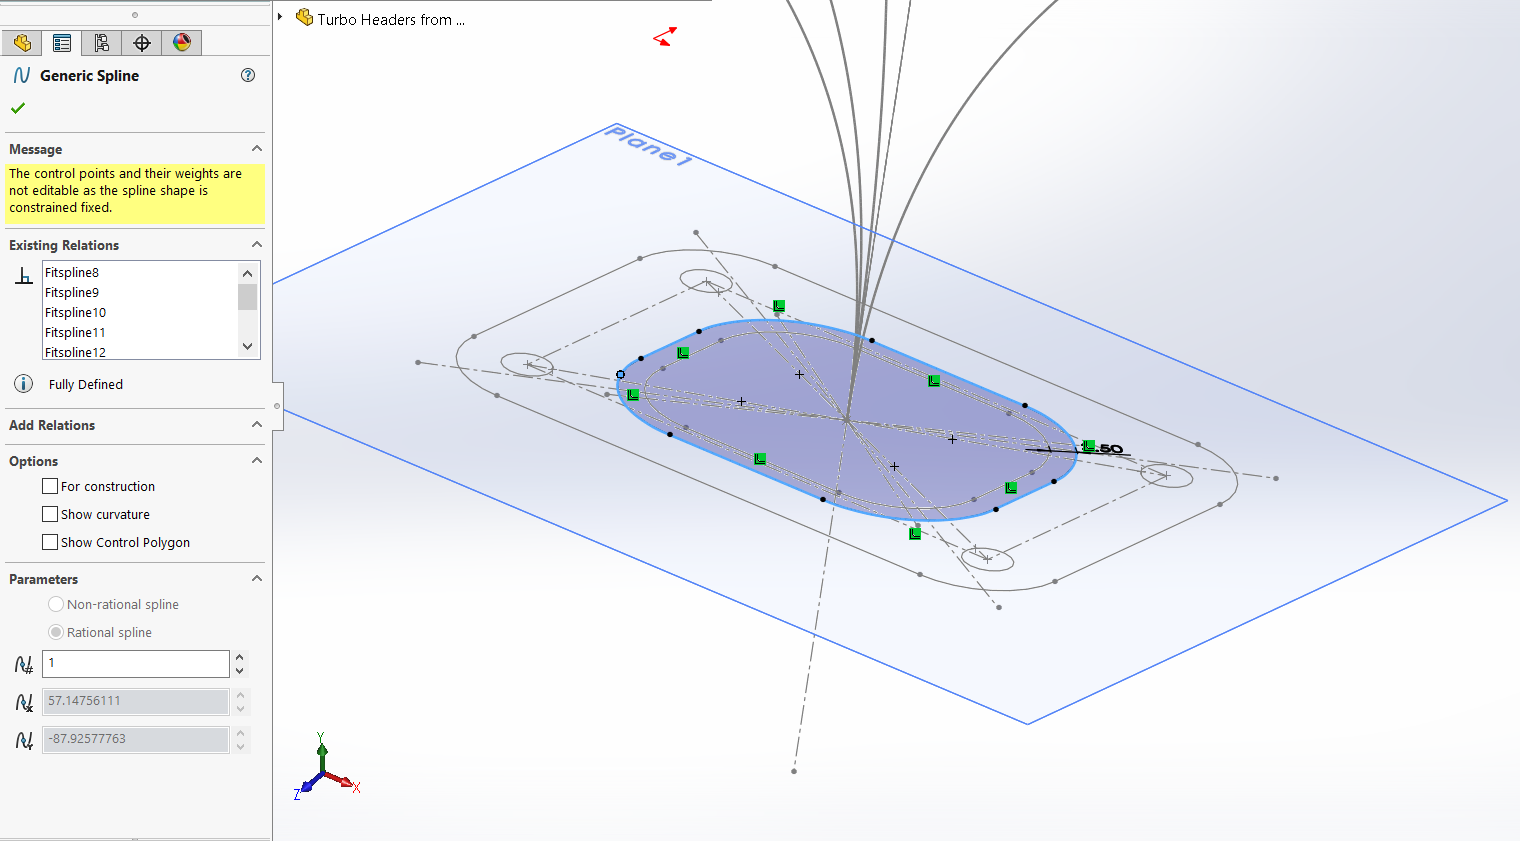 Turbo Headers from ...
Generic Spline
Message
The control points and their weights are
not editable as the spline shape is
constrained fixed.
Existing Relations
Fitspline8
Fitspline9
Fitspline10
Fitspline11
Fitspline12
Fully Defined
Add Relations
Options
For construction
Show curvature
Show Control Polygon
Parameters
Non-rational spline
Rational spline
1
57.14756111
-87.92577763
Plane1
Y
X
Z